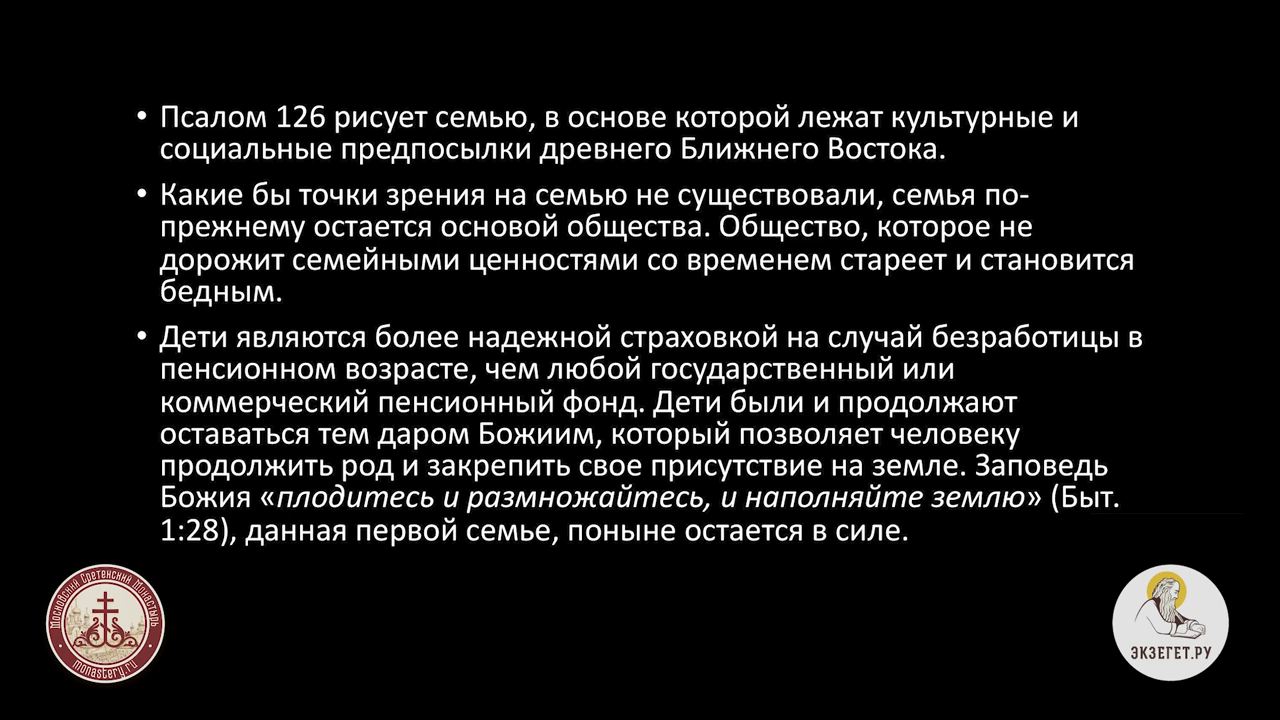 • Псалом 126 рисует семью, в основе которой лежат культурные и
социальные предпосылки древнего Ближнего Востока.
• Какие бы точки зрения на семью не существовали, семья по-
прежнему остается основой общества. Общество, которое не
дорожит семейными ценностями со временем стареет и становится
бедным.
• Дети являются более надежной страховкой на случай безработицы в
пенсионном возрасте, чем любой государственный или
коммерческий пенсионный фонд. Дети были и продолжают
оставаться тем даром Божиим, который позволяет человеку
продолжить род и закрепить свое присутствие на земле. Заповедь
Божия «плодитесь и размножайтесь, и наполняйте землю» (Быт.
1:28), данная первой семье, поныне остается в силе.
Московский Сретенский Монастырь
monastery.ru
ЭКЗЕГЕТ.РУ